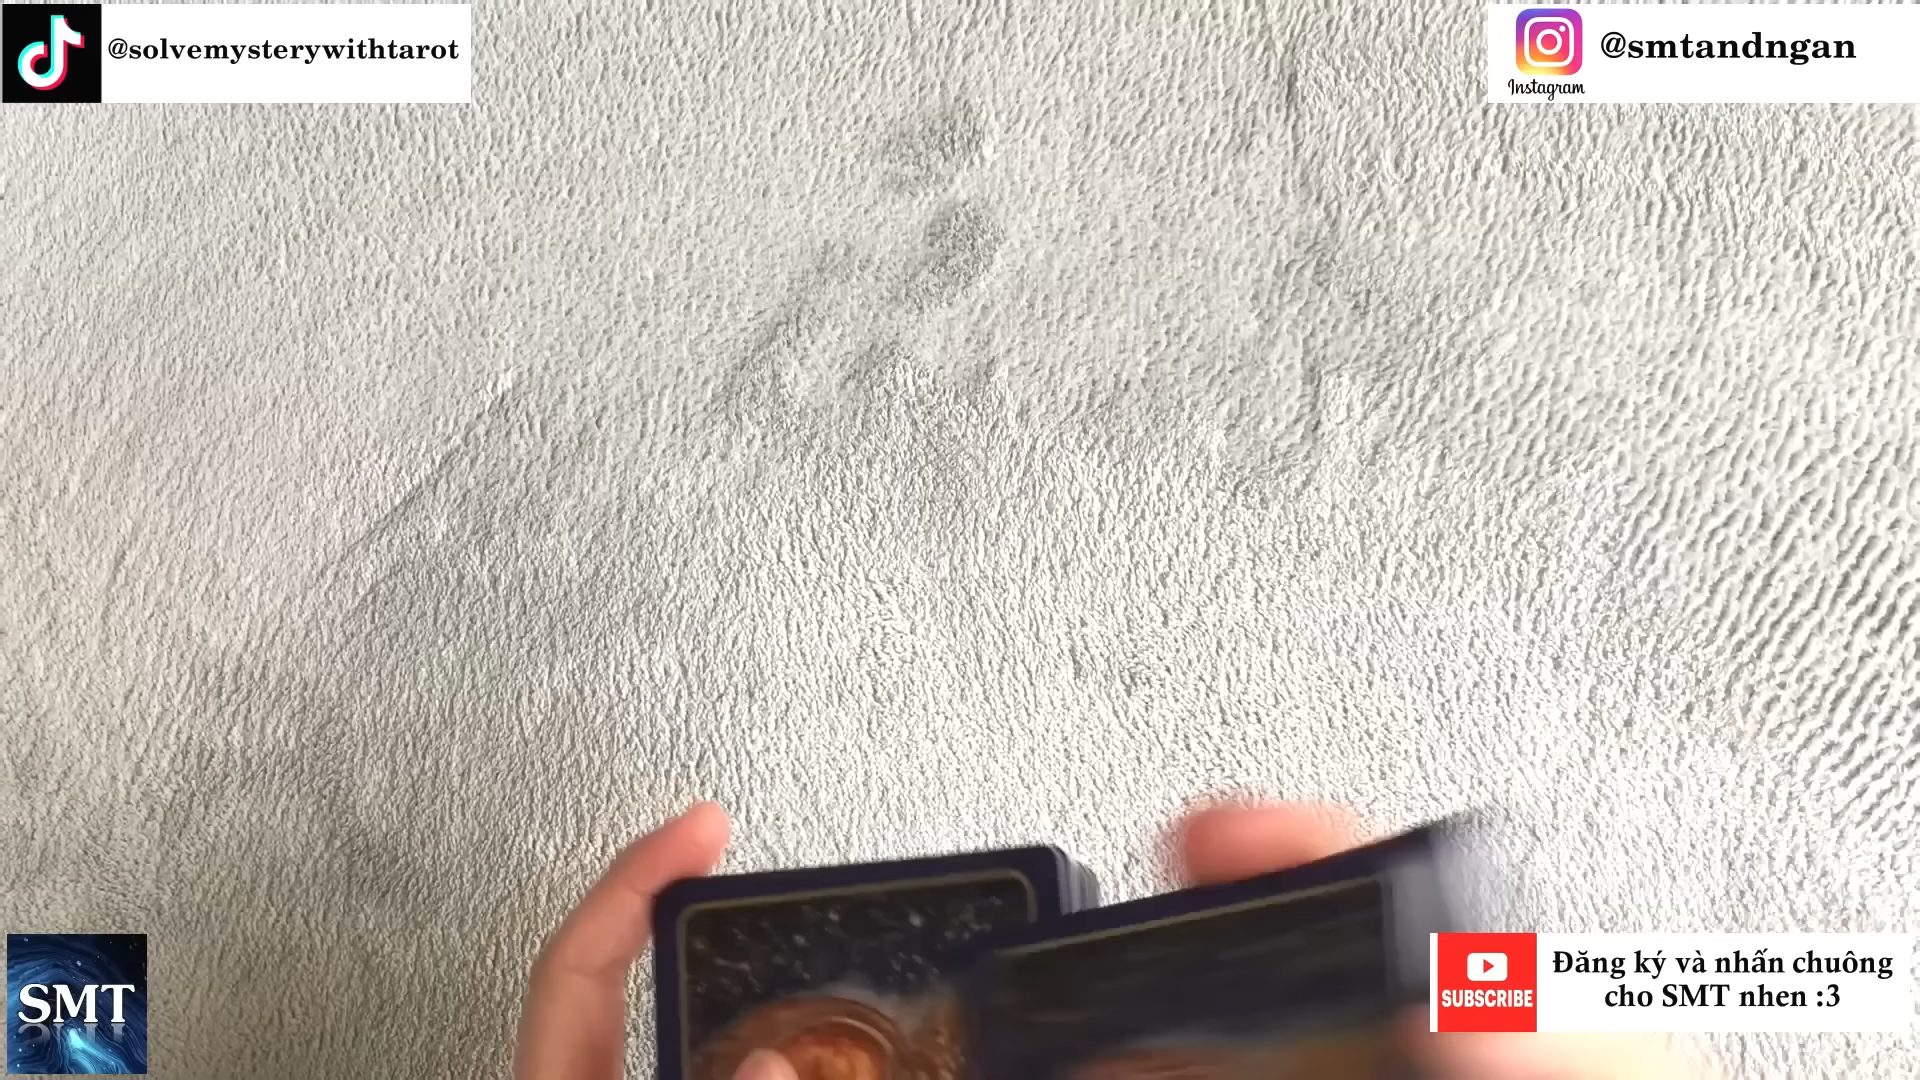 @solvemysterywithtarot
@smtandngan
Instagram
SMT
SUBSCRIBE
Đăng ký và nhấn chuông
cho SMT nhen :3